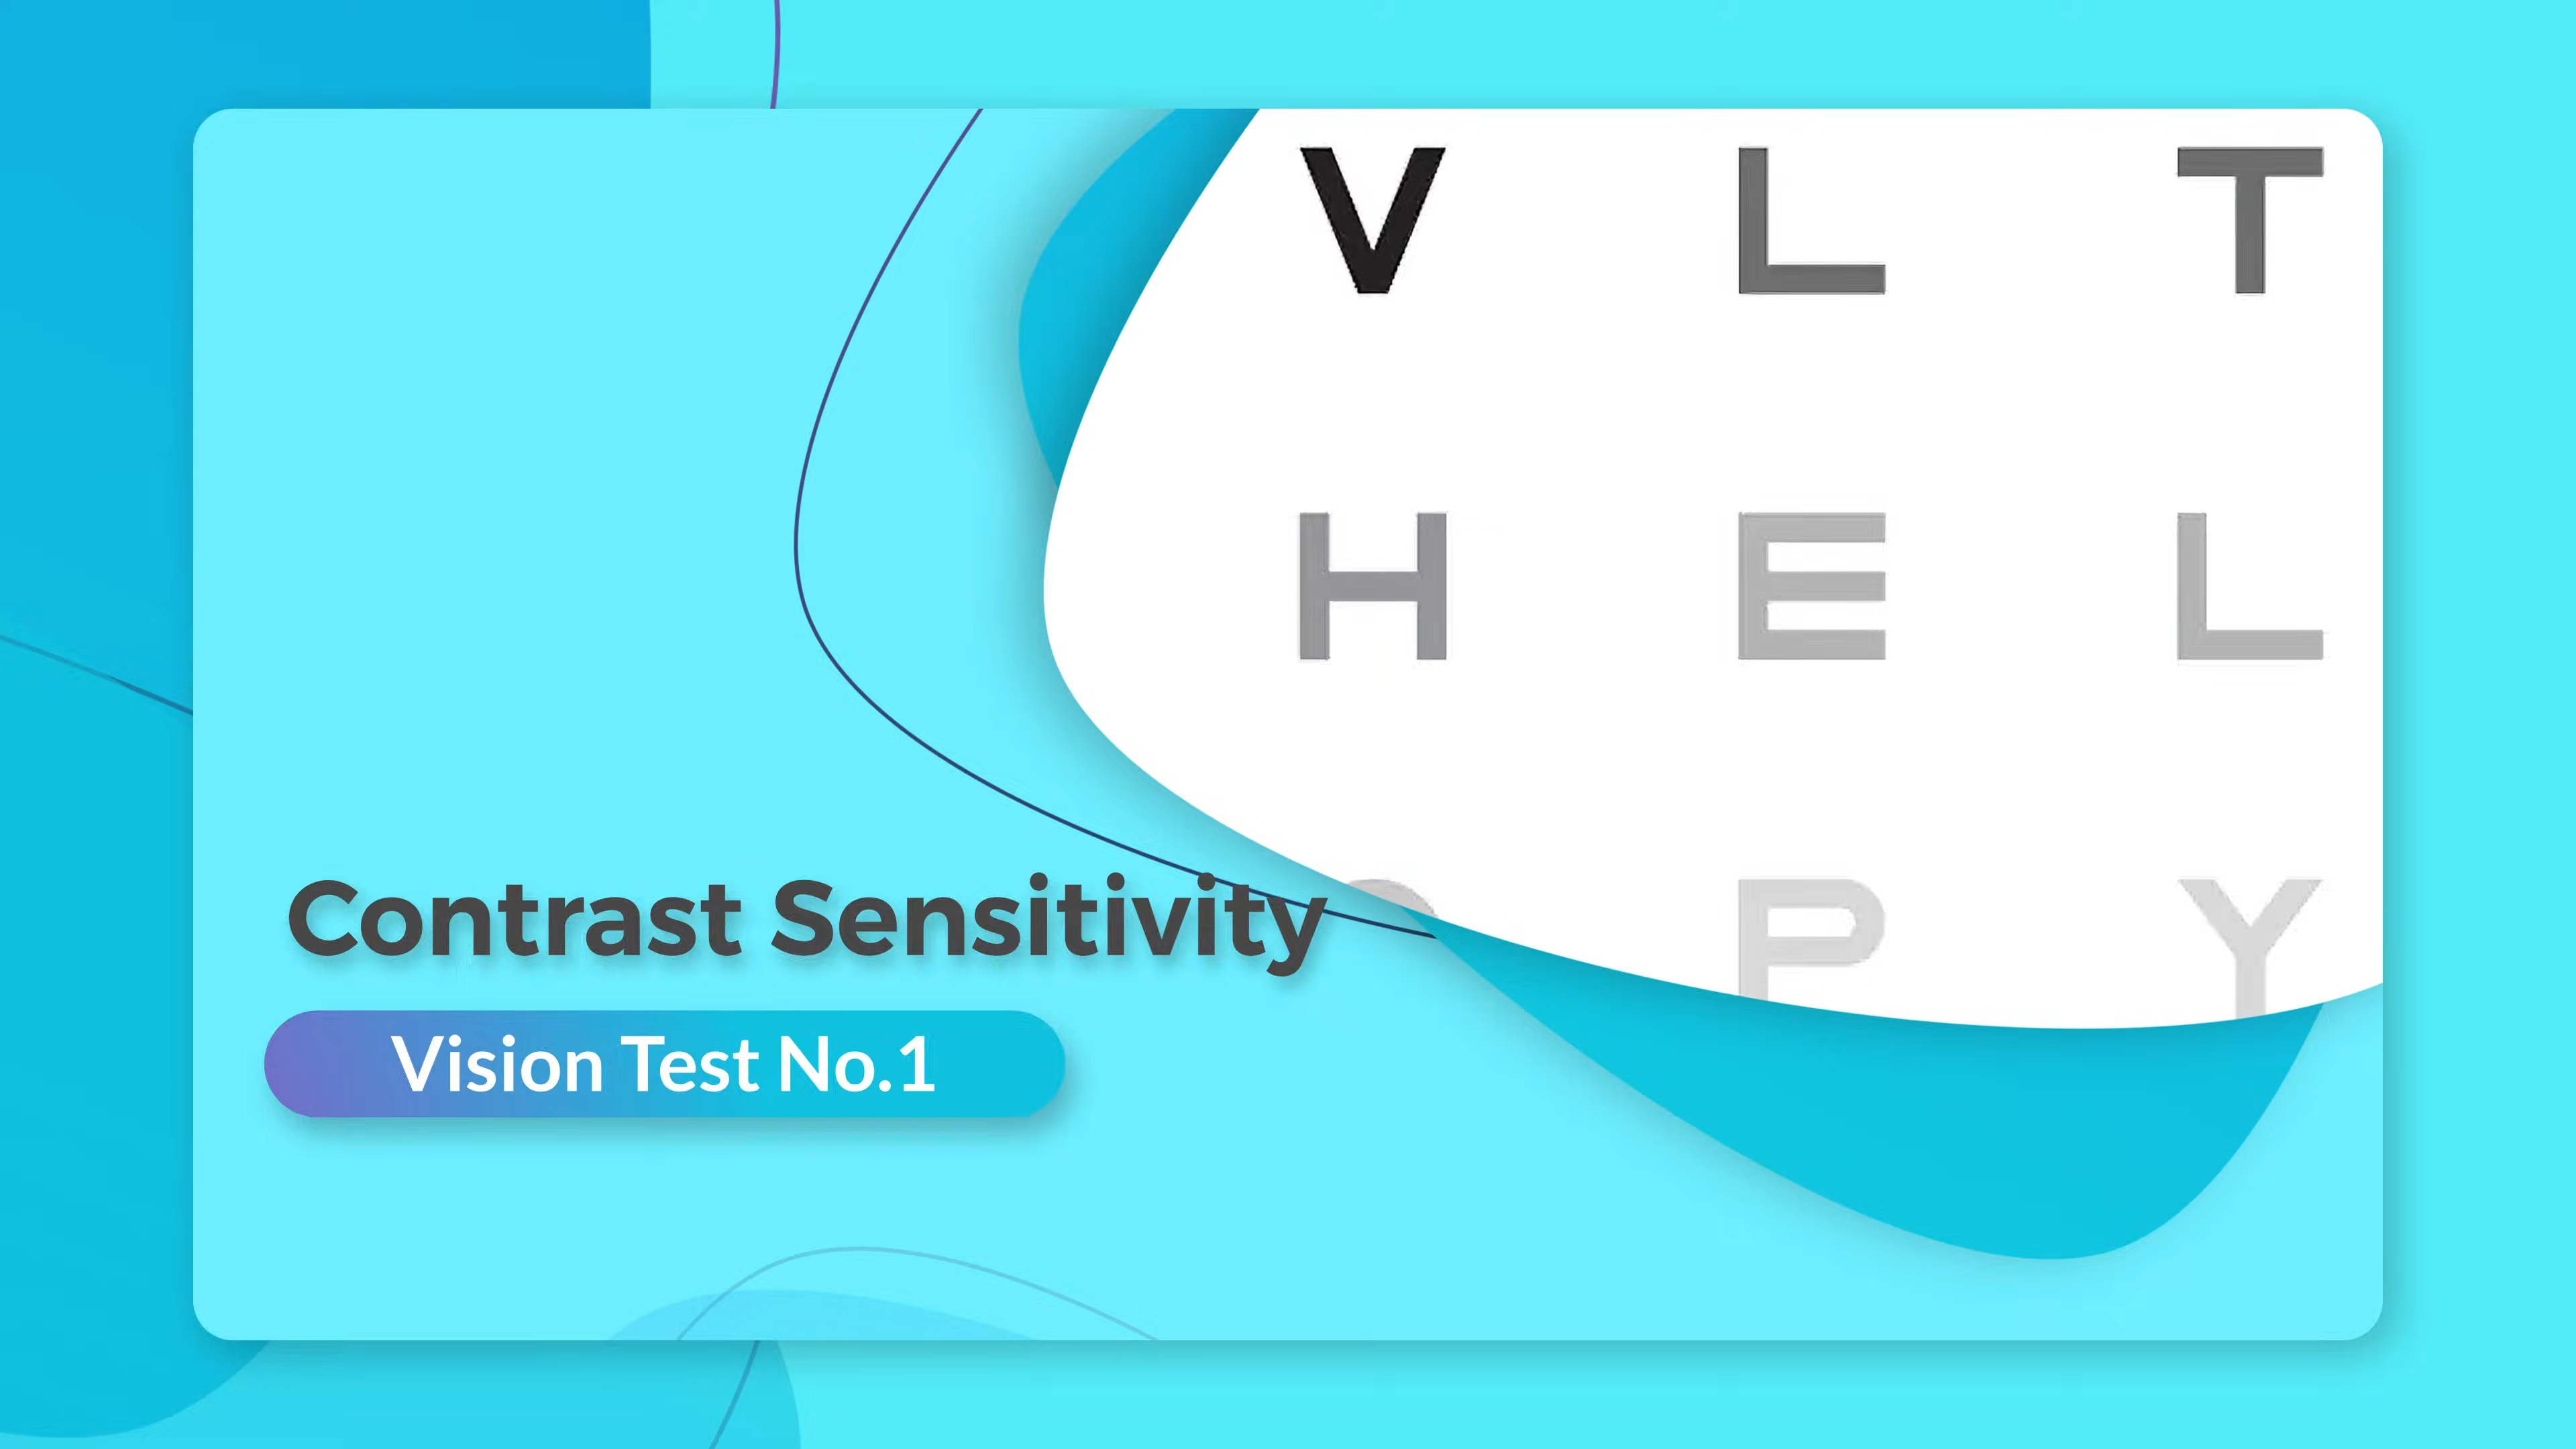 V L T
H E L
P Y
Contrast Sensitivity
Vision Test No.1